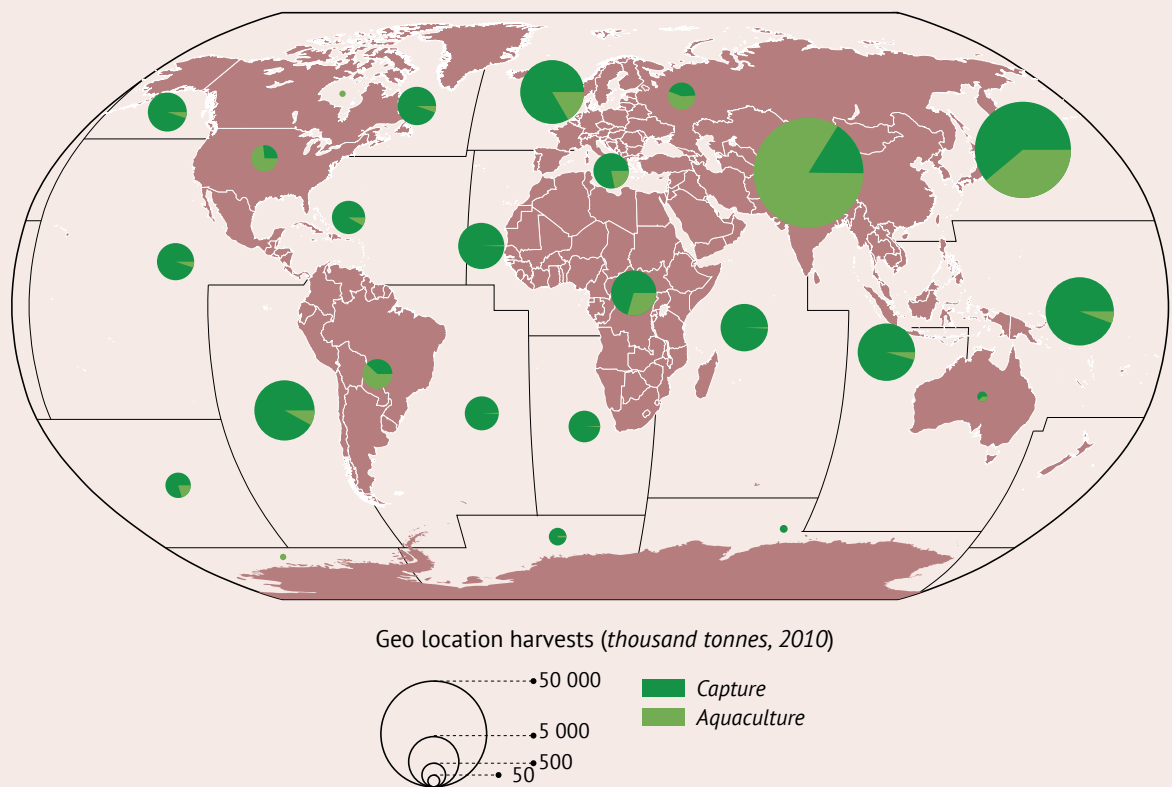 Geo location harvests (thousand tonnes, 2010)
50 000
5 000
500
50
Capture
Aquaculture